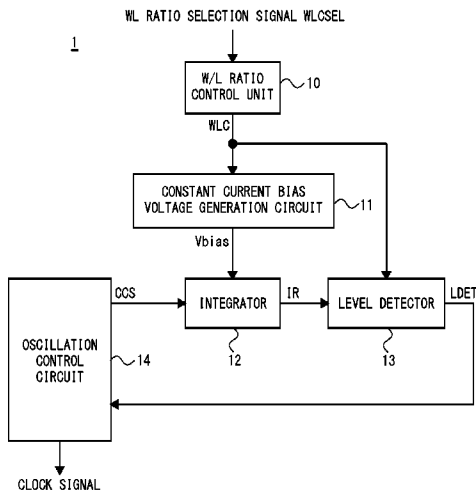 WL RATIO SELECTION SIGNAL WLCSEL
1
W/L RATIO
CONTROL UNIT
10
WLC
CONSTANT CURRENT BIAS
VOLTAGE GENERATION CIRCUIT
11
Vbias
CCS
INTEGRATOR
IR
LEVEL DETECTOR
LDET
12
13
OSCILLATION
CONTROL
CIRCUIT
14
CLOCK SIGNAL